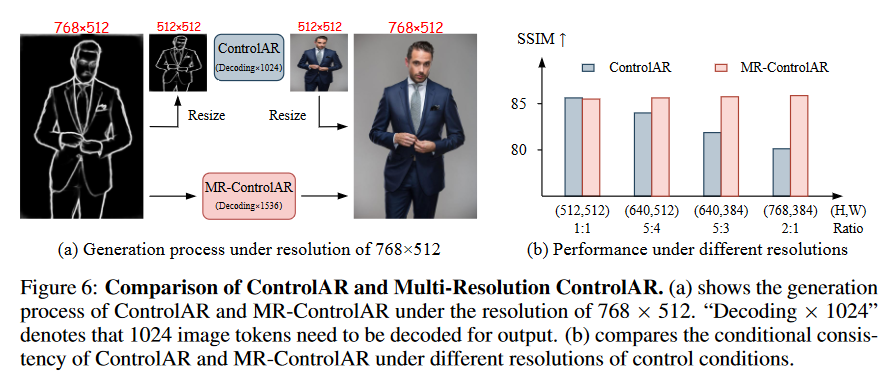 768×512
512×512
ControlAR
(Decoding×1024)
512×512
768×512
Resize
Resize
MR-ControlAR
(Decoding×1536)
(a) Generation process under resolution of 768×512
SSIM ↑
ControlAR
MR-ControlAR
85
80
(512,512) (640,512) (640,384) (768,384) (H,W)
1:1 5:4 5:3 2:1 Ratio
(b) Performance under different resolutions
Figure 6: Comparison of ControlAR and Multi-Resolution ControlAR. (a) shows the generation
process of ControlAR and MR-ControlAR under the resolution of 768 × 512. “Decoding × 1024”
denotes that 1024 image tokens need to be decoded for output. (b) compares the conditional consis-
tency of ControlAR and MR-ControlAR under different resolutions of control conditions.